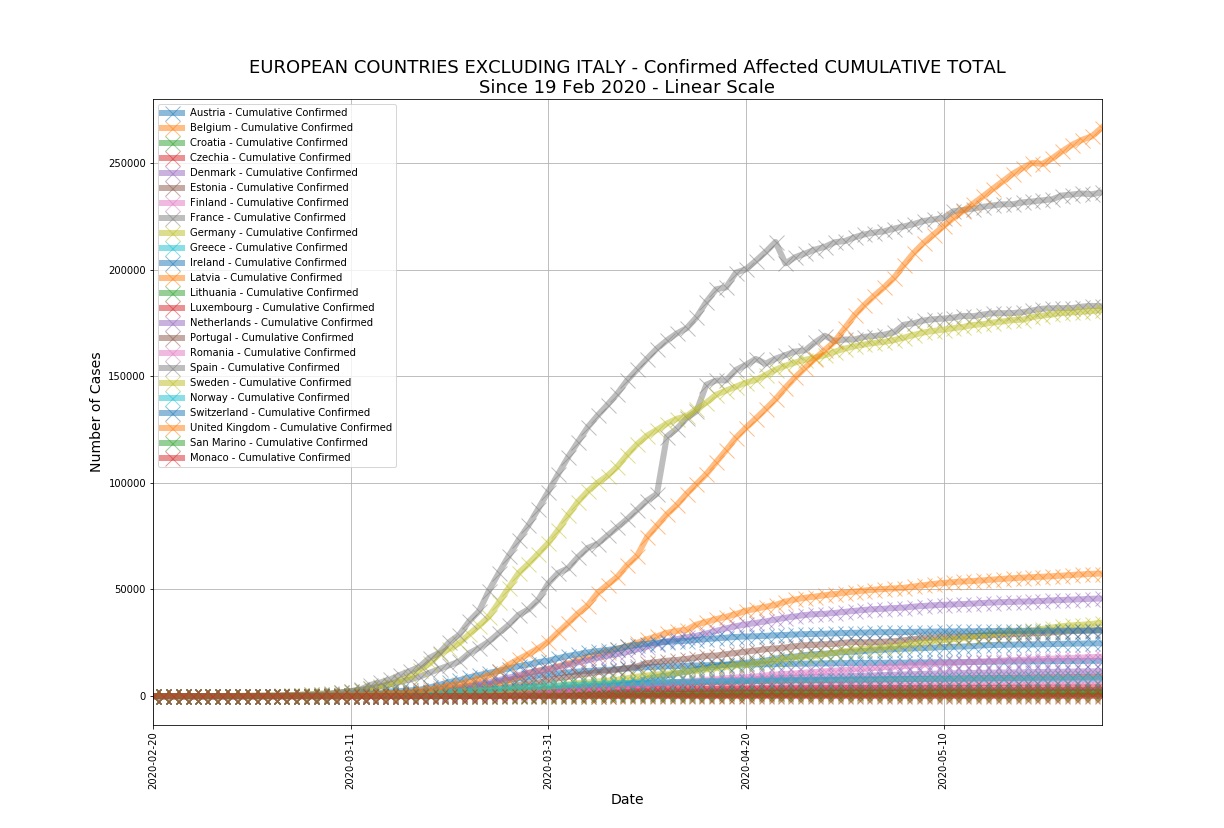 EUROPEAN COUNTRIES EXCLUDING ITALY - Confirmed Affected CUMULATIVE TOTAL
Since 19 Feb 2020 - Linear Scale
Austria - Cumulative Confirmed
Belgium - Cumulative Confirmed
Croatia - Cumulative Confirmed
Czechia - Cumulative Confirmed
Denmark - Cumulative Confirmed
Estonia - Cumulative Confirmed
Finland - Cumulative Confirmed
France - Cumulative Confirmed
Germany - Cumulative Confirmed
Greece - Cumulative Confirmed
Ireland - Cumulative Confirmed
Latvia - Cumulative Confirmed
Lithuania - Cumulative Confirmed
Luxembourg - Cumulative Confirmed
Netherlands - Cumulative Confirmed
Portugal - Cumulative Confirmed
Romania - Cumulative Confirmed
Spain - Cumulative Confirmed
Sweden - Cumulative Confirmed
Norway - Cumulative Confirmed
Switzerland - Cumulative Confirmed
United Kingdom - Cumulative Confirmed
San Marino - Cumulative Confirmed
Monaco - Cumulative Confirmed
Number of Cases
250000
200000
150000
100000
50000
0
2020-02-20
2020-03-11
2020-03-31
2020-04-20
2020-05-10
Date